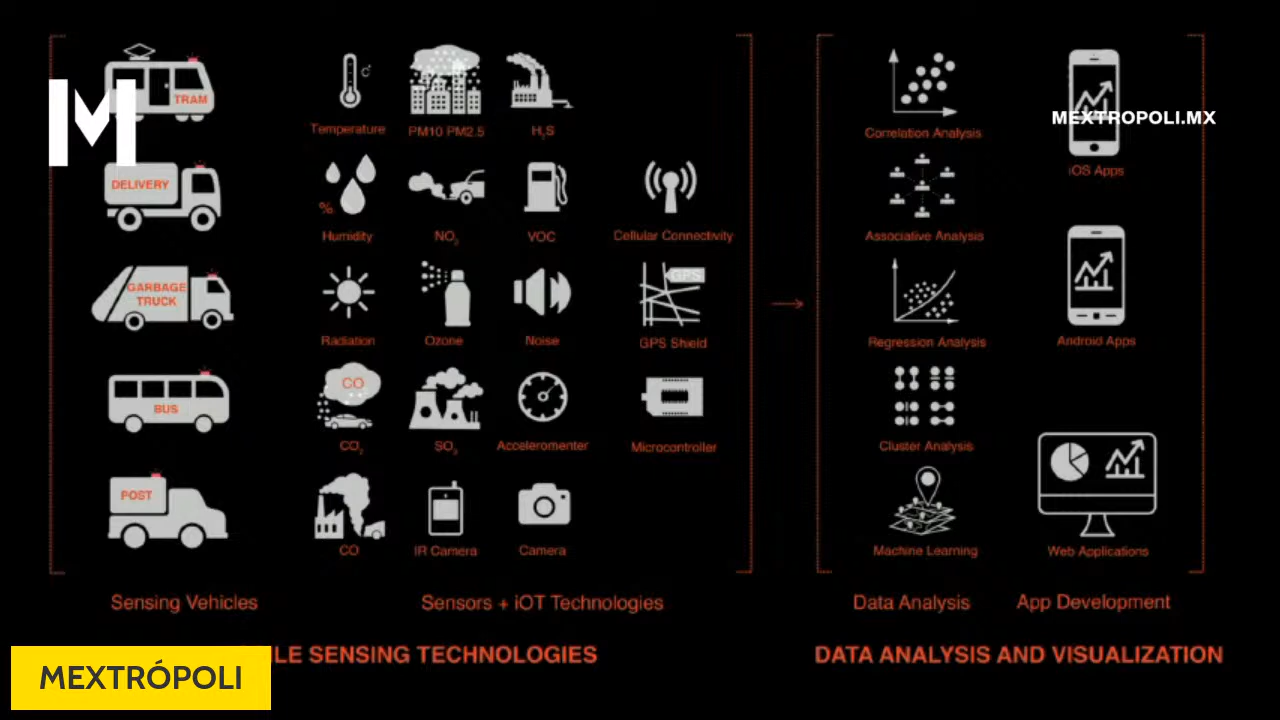 M
MEXTROPOLI.MX
TRAM
DELIVERY
GARBAGE
TRUCK
BUS
POST
Sensing Vehicles
C°
Temperature
PM10 PM2.5
H2S
%
Humidity
NO2
VOC
Cellular Connectivity
Radiation
Ozone
Noise
GPS
GPS Shield
CO
CO2
SO2
Acceleromenter
Microcontroller
CO
IR Camera
Camera
Sensors + iOT Technologies
Correlation Analysis
iOS Apps
Associative Analysis
Regression Analysis
Android Apps
Cluster Analysis
Machine Learning
Web Applications
Data Analysis
App Development
LE SENSING TECHNOLOGIES
DATA ANALYSIS AND VISUALIZATION
MEXTRÓPOLI